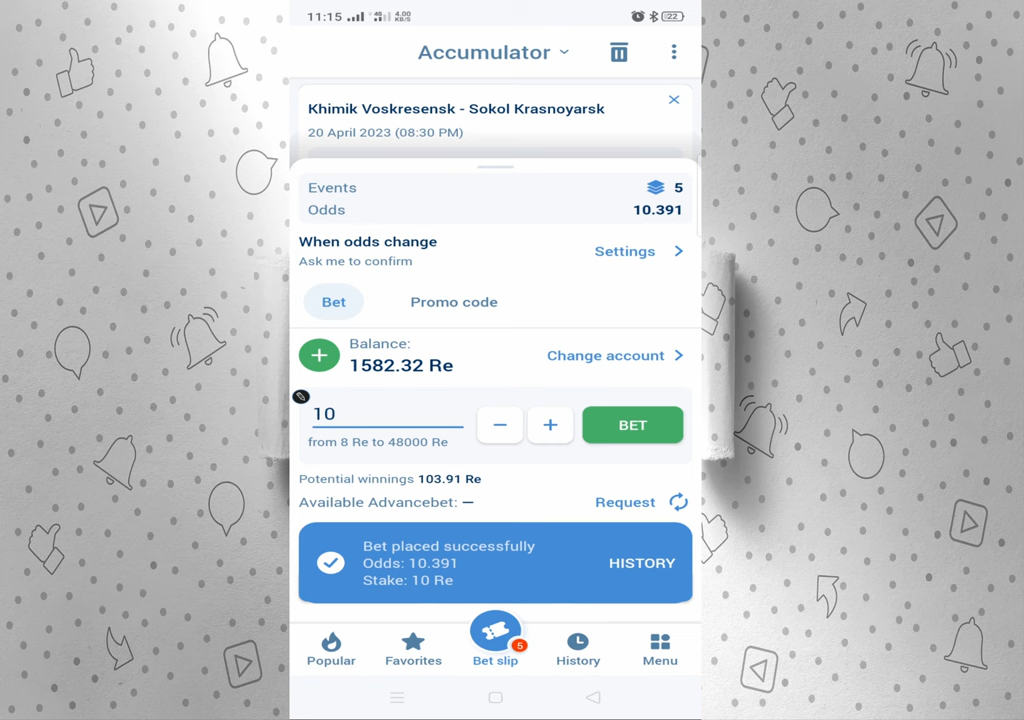 11:15 4G 4.00 KB/S 22
Accumulator
Khimik Voskresensk - Sokol Krasnoyarsk
20 April 2023 (08:30 PM)
Events 5
Odds 10.391
When odds change
Ask me to confirm
Settings
Bet Promo code
Balance:
1582.32 Re
Change account
10
from 8 Re to 48000 Re
− + BET
Potential winnings 103.91 Re
Available Advancebet: — Request
Bet placed successfully
Odds: 10.391
Stake: 10 Re
HISTORY
5
Popular Favorites Bet slip History Menu